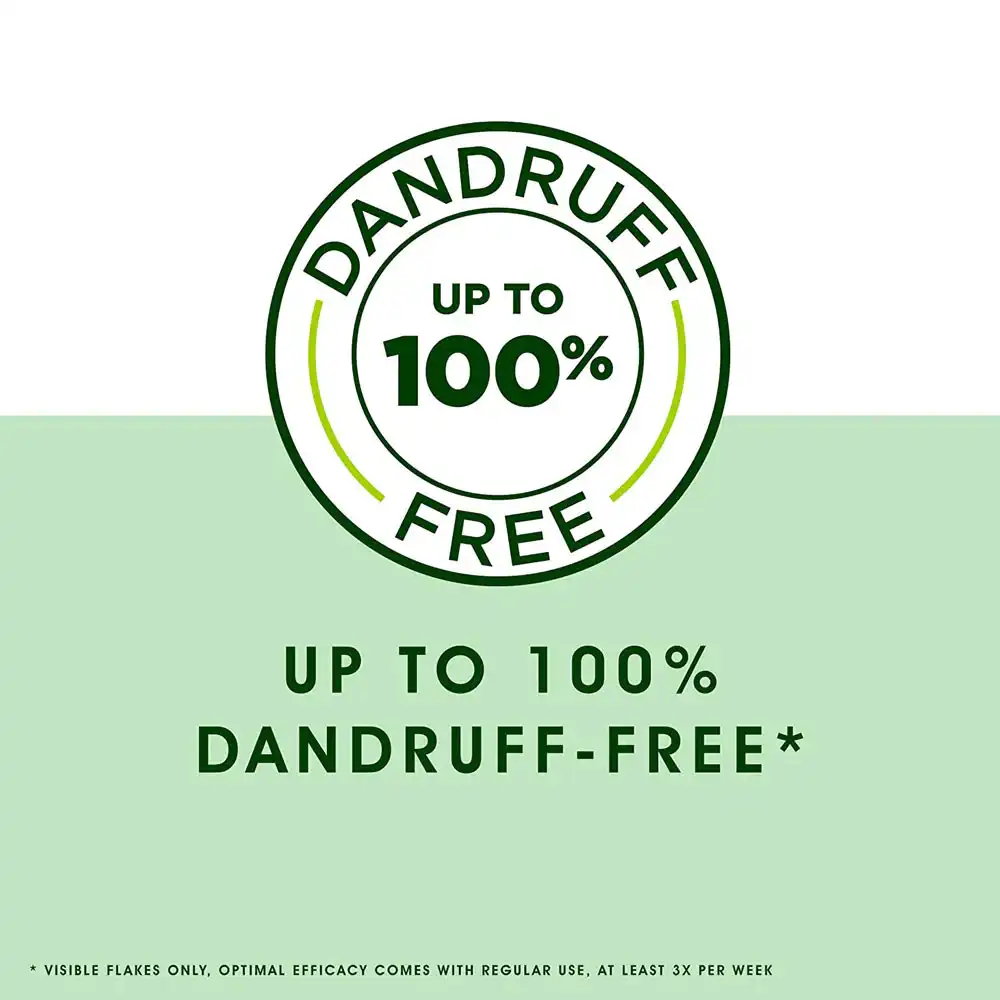 DANDRUFF
UP TO
100%
FREE
UP TO 100%
DANDRUFF-FREE*
* VISIBLE FLAKES ONLY, OPTIMAL EFFICACY COMES WITH REGULAR USE, AT LEAST 3X PER WEEK